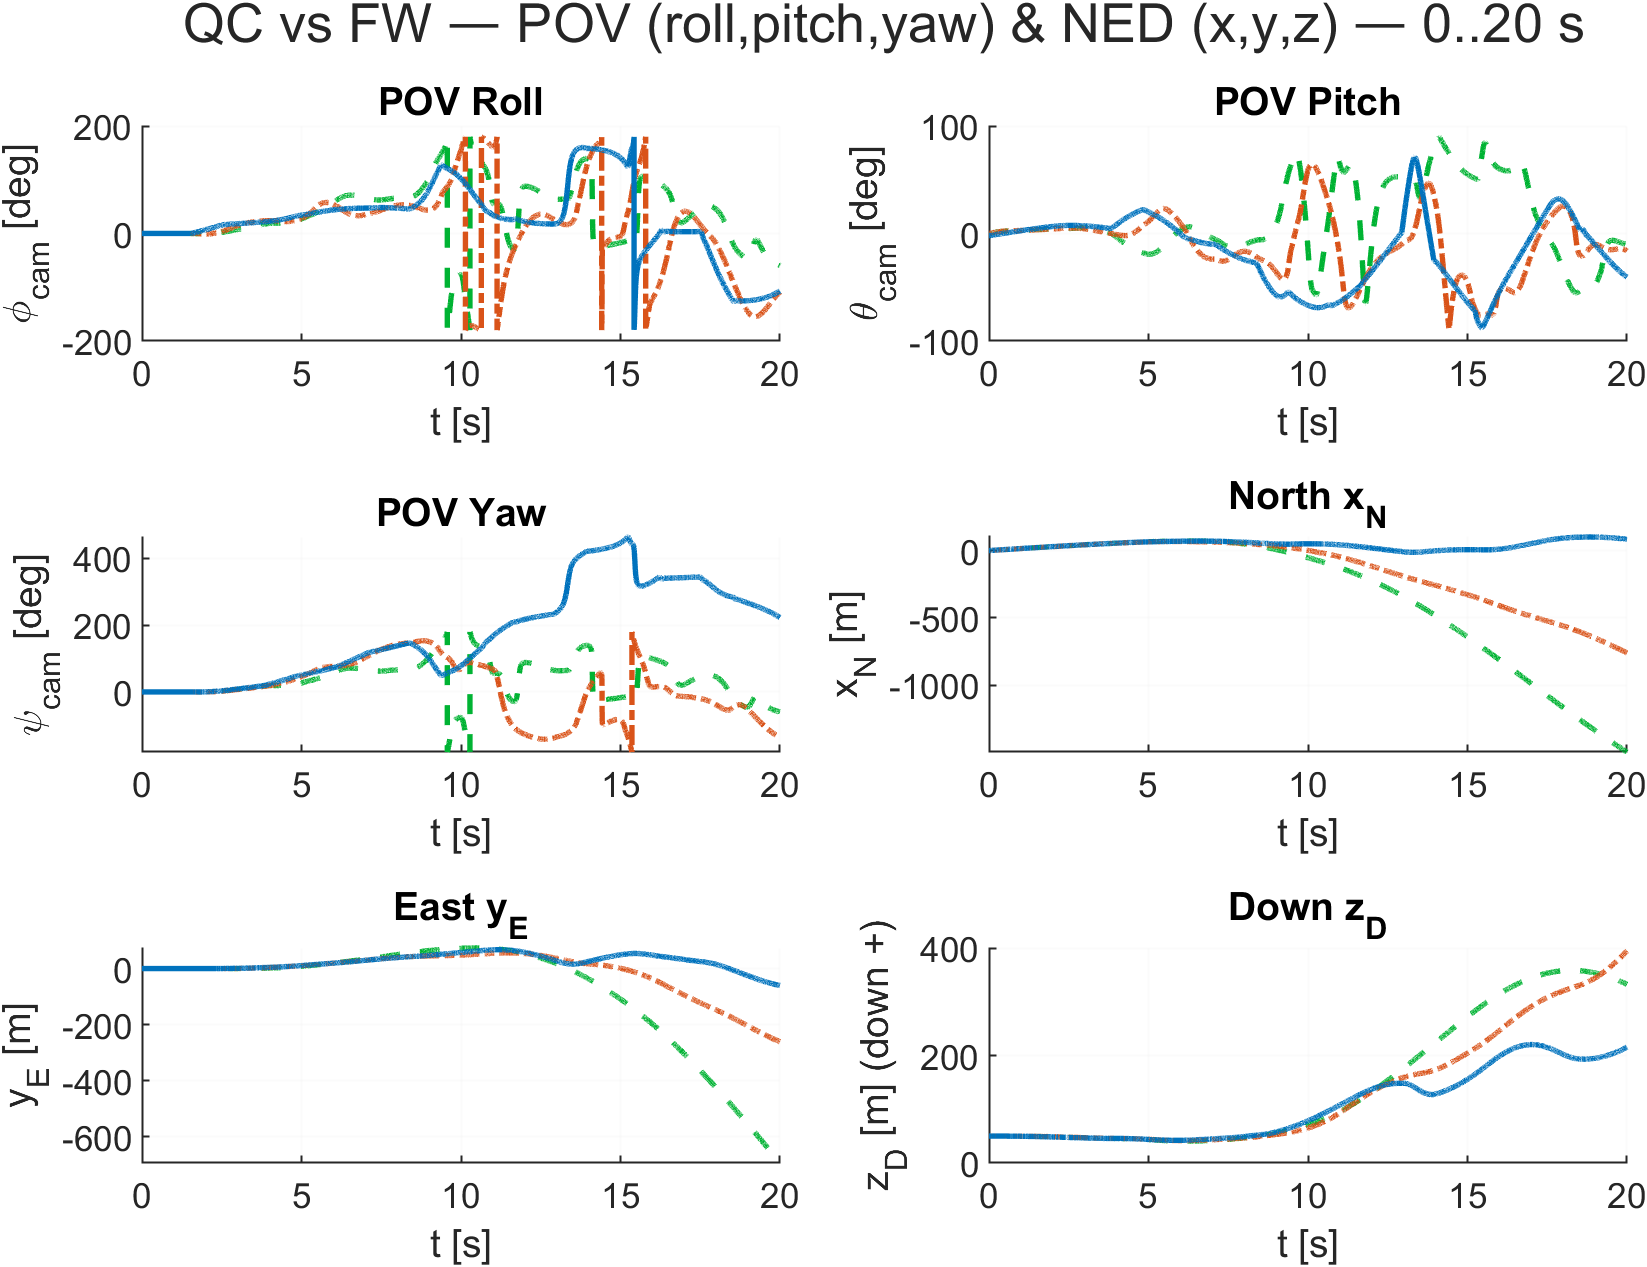 QC vs FW — POV (roll,pitch,yaw) & NED (x,y,z) — 0..20 s
POV Roll
ϕcam [deg]
200
0
-200
0 5 10 15 20
t [s]
POV Pitch
θcam [deg]
100
0
-100
0 5 10 15 20
t [s]
POV Yaw
ψcam [deg]
400
200
0
0 5 10 15 20
t [s]
North xN
xN [m]
0
-500
-1000
0 5 10 15 20
t [s]
East yE
yE [m]
0
-200
-400
-600
0 5 10 15 20
t [s]
Down zD
zD [m] (down +)
400
200
0
0 5 10 15 20
t [s]